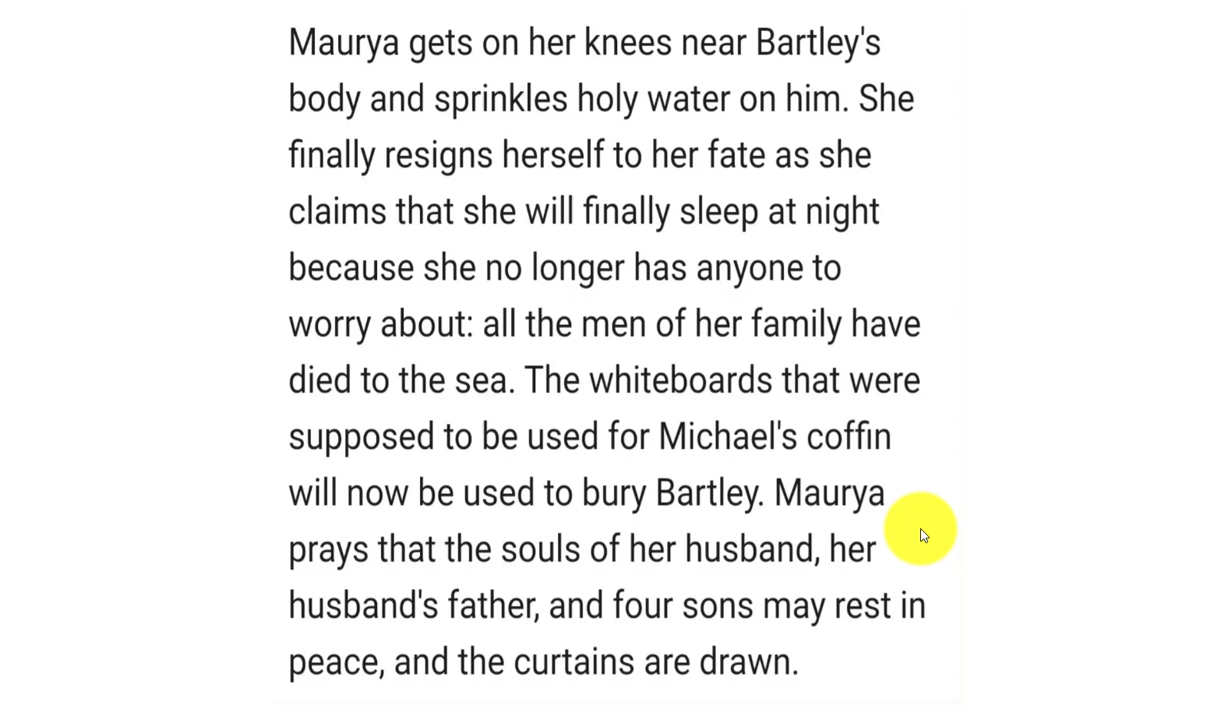 Maurya gets on her knees near Bartley's
body and sprinkles holy water on him. She
finally resigns herself to her fate as she
claims that she will finally sleep at night
because she no longer has anyone to
worry about: all the men of her family have
died to the sea. The whiteboards that were
supposed to be used for Michael's coffin
will now be used to bury Bartley. Maurya
prays that the souls of her husband, her
husband's father, and four sons may rest in
peace, and the curtains are drawn.